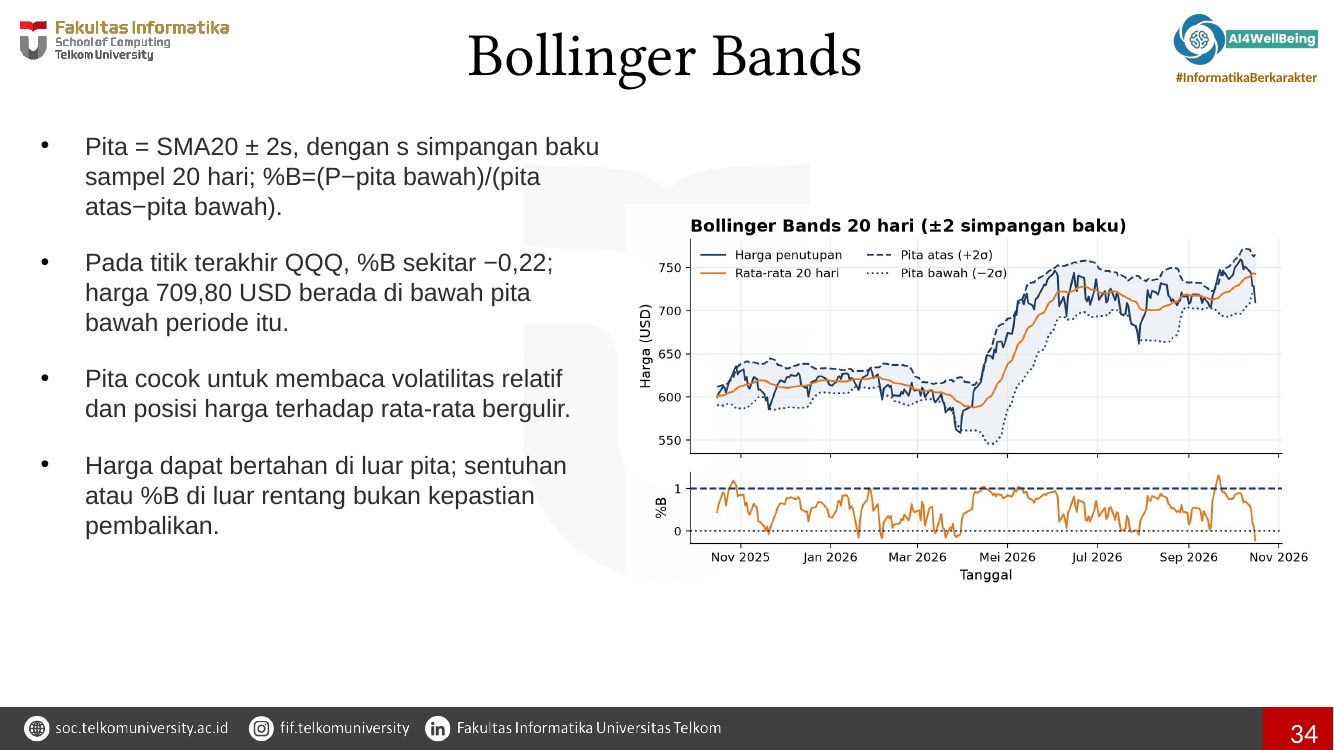 Fakultas Informatika
School of Computing
Telkom University
Bollinger Bands
AI4WellBeing
#InformatikaBerkarakter
• Pita = SMA20 ± 2s, dengan s simpangan baku
sampel 20 hari; %B=(P−pita bawah)/(pita
atas−pita bawah).
• Pada titik terakhir QQQ, %B sekitar −0,22;
harga 709,80 USD berada di bawah pita
bawah periode itu.
• Pita cocok untuk membaca volatilitas relatif
dan posisi harga terhadap rata-rata bergulir.
• Harga dapat bertahan di luar pita; sentuhan
atau %B di luar rentang bukan kepastian
pembalikan.
Bollinger Bands 20 hari (±2 simpangan baku)
Harga penutupan
Rata-rata 20 hari
Pita atas (+2σ)
Pita bawah (−2σ)
Harga (USD)
750
700
650
600
550
%B
1
0
Nov 2025 Jan 2026 Mar 2026 Mei 2026 Jul 2026 Sep 2026 Nov 2026
Tanggal
soc.telkomuniversity.ac.id fif.telkomuniversity Fakultas Informatika Universitas Telkom
34